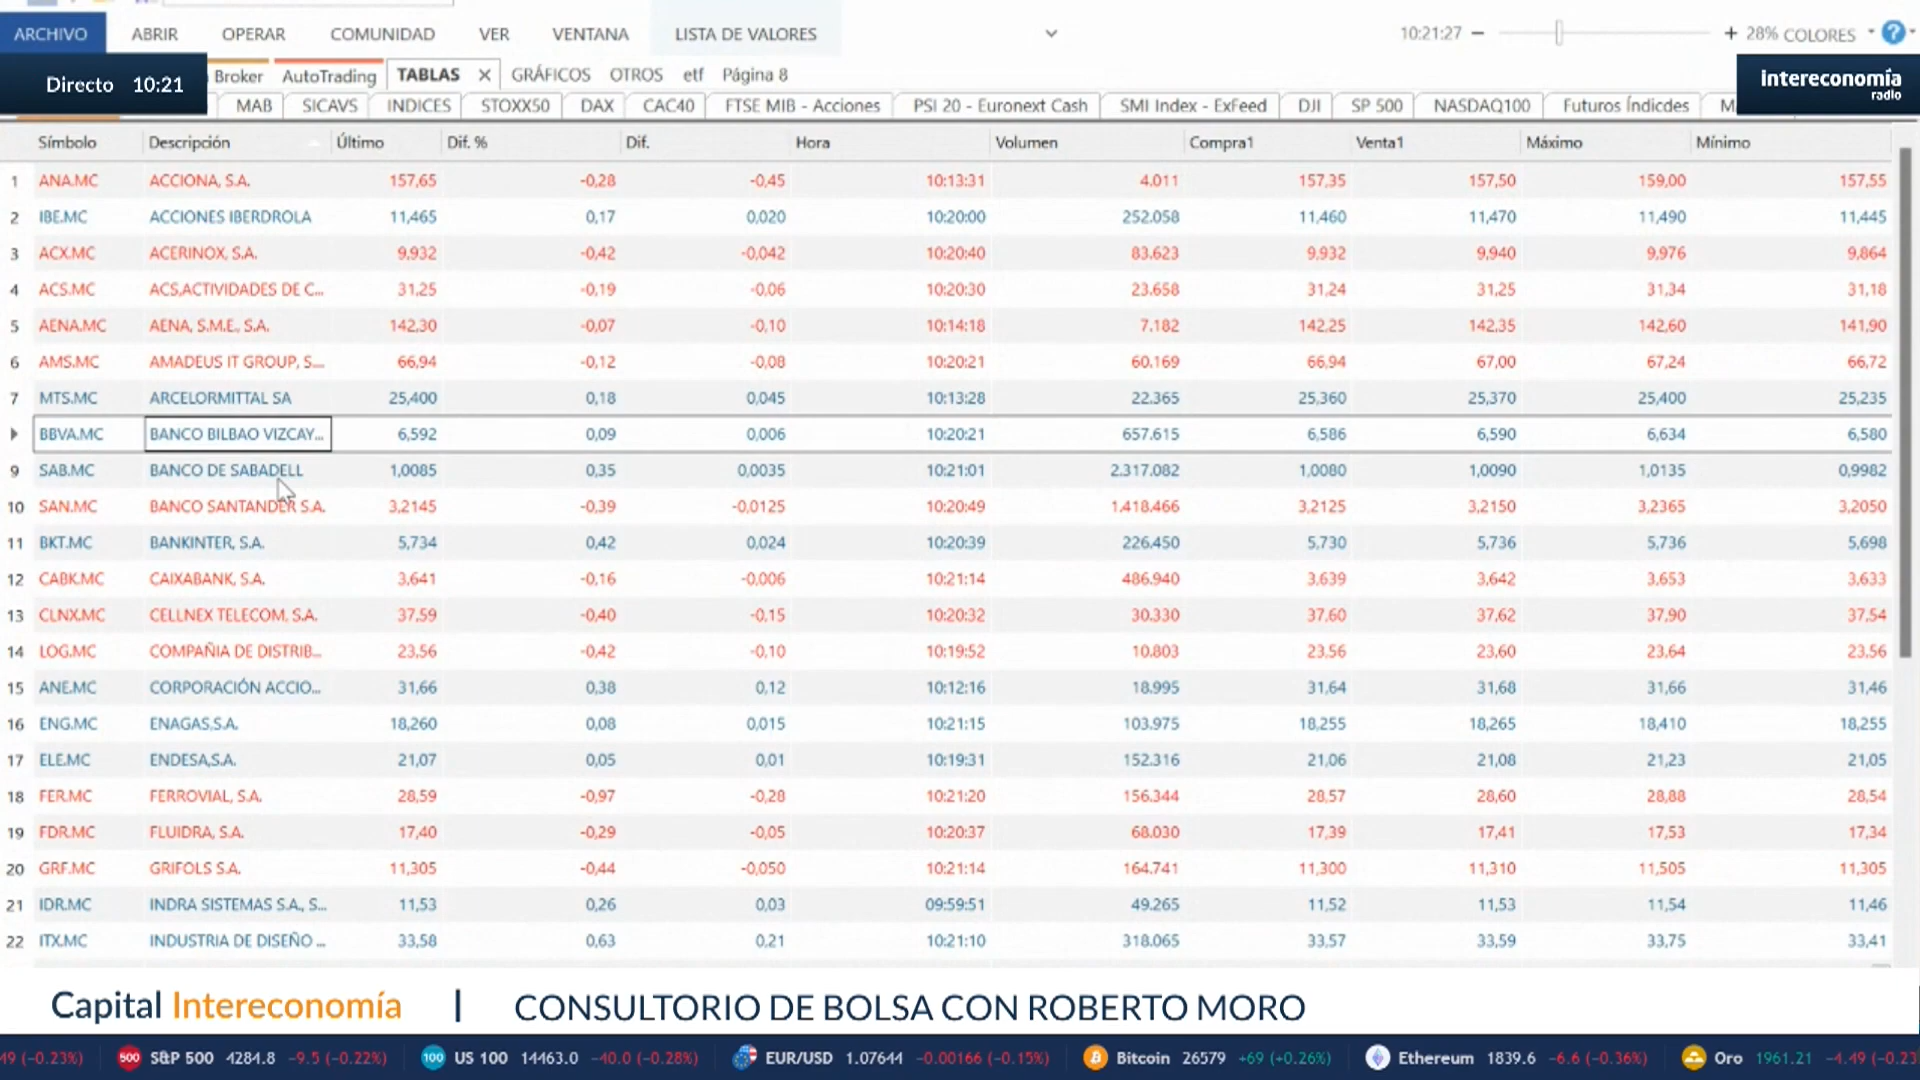 ARCHIVO ABRIR OPERAR COMUNIDAD VER VENTANA LISTA DE VALORES 10:21:27 − + 28% COLORES ?
Directo 10:21 Broker AutoTrading TABLAS × GRÁFICOS OTROS etf Página 8 intereconomía radio
MAB SICAVS INDICES STOXX50 DAX CAC40 FTSE MIB - Acciones PSI 20 - Euronext Cash SMI Index - ExFeed DJI SP 500 NASDAQ100 Futuros Índicdes
Símbolo Descripción Último Dif. % Dif. Hora Volumen Compra1 Venta1 Máximo Mínimo
1 ANA.MC ACCIONA, S.A. 157,65 -0,28 -0,45 10:13:31 4.011 157,35 157,50 159,00 157,55
2 IBE.MC ACCIONES IBERDROLA 11,465 0,17 0,020 10:20:00 252.058 11,460 11,470 11,490 11,445
3 ACX.MC ACERINOX, S.A. 9,932 -0,42 -0,042 10:20:40 83.623 9,932 9,940 9,976 9,864
4 ACS.MC ACS,ACTIVIDADES DE C... 31,25 -0,19 -0,06 10:20:30 23.658 31,24 31,25 31,34 31,18
5 AENA.MC AENA, S.M.E., S.A. 142,30 -0,07 -0,10 10:14:18 7.182 142,25 142,35 142,60 141,90
6 AMS.MC AMADEUS IT GROUP, S.... 66,94 -0,12 -0,08 10:20:21 60.169 66,94 67,00 67,24 66,72
7 MTS.MC ARCELORMITTAL SA 25,400 0,18 0,045 10:13:28 22.365 25,360 25,370 25,400 25,235
BBVA.MC BANCO BILBAO VIZCAY... 6,592 0,09 0,006 10:20:21 657.615 6,586 6,590 6,634 6,580
9 SAB.MC BANCO DE SABADELL 1,0085 0,35 0,0035 10:21:01 2.317.082 1,0080 1,0090 1,0135 0,9982
10 SAN.MC BANCO SANTANDER S.A. 3,2145 -0,39 -0,0125 10:20:49 1.418.466 3,2125 3,2150 3,2365 3,2050
11 BKT.MC BANKINTER, S.A. 5,734 0,42 0,024 10:20:39 226.450 5,730 5,736 5,736 5,698
12 CABK.MC CAIXABANK, S.A. 3,641 -0,16 -0,006 10:21:14 486.940 3,639 3,642 3,653 3,633
13 CLNX.MC CELLNEX TELECOM, S.A. 37,59 -0,40 -0,15 10:20:32 30.330 37,60 37,62 37,90 37,54
14 LOG.MC COMPAÑIA DE DISTRIB... 23,56 -0,42 -0,10 10:19:52 10.803 23,56 23,60 23,64 23,56
15 ANE.MC CORPORACIÓN ACCIO... 31,66 0,38 0,12 10:12:16 18.995 31,64 31,68 31,66 31,46
16 ENG.MC ENAGAS,S.A. 18,260 0,08 0,015 10:21:15 103.975 18,255 18,265 18,410 18,255
17 ELE.MC ENDESA,S.A. 21,07 0,05 0,01 10:19:31 152.316 21,06 21,08 21,23 21,05
18 FER.MC FERROVIAL, S.A. 28,59 -0,97 -0,28 10:21:20 156.344 28,57 28,60 28,88 28,54
19 FDR.MC FLUIDRA, S.A. 17,40 -0,29 -0,05 10:20:37 68.030 17,39 17,41 17,53 17,34
20 GRF.MC GRIFOLS S.A. 11,305 -0,44 -0,050 10:21:14 164.741 11,300 11,310 11,505 11,305
21 IDR.MC INDRA SISTEMAS S.A., S... 11,53 0,26 0,03 09:59:51 49.265 11,52 11,53 11,54 11,46
22 ITX.MC INDUSTRIA DE DISEÑO ... 33,58 0,63 0,21 10:21:10 318.065 33,57 33,59 33,75 33,41
Capital Intereconomía | CONSULTORIO DE BOLSA CON ROBERTO MORO
49 (−0.23%) 500 S&P 500 4284.8 −9.5 (−0.22%) 100 US 100 14463.0 −40.0 (−0.28%) EUR/USD 1.07644 −0.00166 (−0.15%) Bitcoin 26579 +69 (+0.26%) Ethereum 1839.6 −6.6 (−0.36%) Oro 1961.21 −4.49 (−0.23